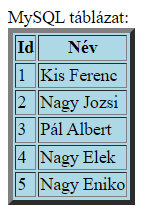 MySQL táblázat:
Id Név
1 Kis Ferenc
2 Nagy Jozsi
3 Pál Albert
4 Nagy Elek
5 Nagy Eniko